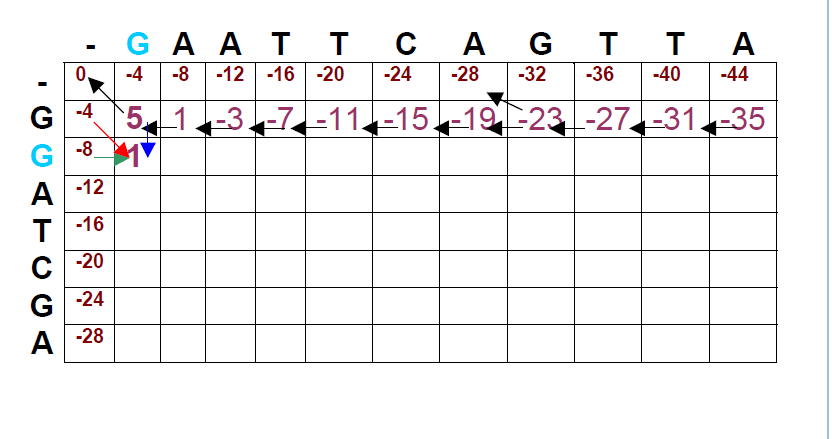 - G A A T T C A G T T A
- 0 -4 -8 -12 -16 -20 -24 -28 -32 -36 -40 -44
G -4 5 1 -3 -7 -11 -15 -19 -23 -27 -31 -35
G -8 1
A -12
T -16
C -20
G -24
A -28